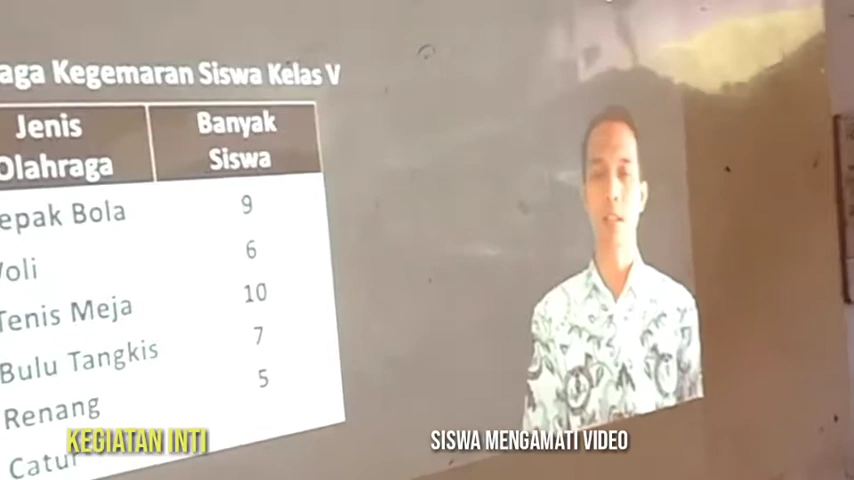 aga Kegemaran Siswa Kelas V
Jenis Olahraga
Banyak Siswa
epak Bola 9
Voli 6
Tenis Meja 10
Bulu Tangkis 7
Renang 5
Catur
KEGIATAN INTI
SISWA MENGAMATI VIDEO